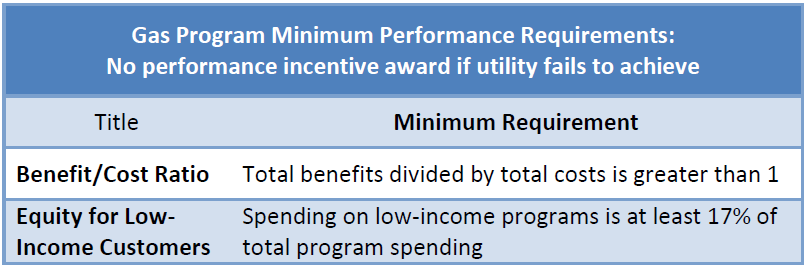 Gas Program Minimum Performance Requirements:
No performance incentive award if utility fails to achieve
Title Minimum Requirement
Benefit/Cost Ratio Total benefits divided by total costs is greater than 1
Equity for Low- Spending on low-income programs is at least 17% of
Income Customers total program spending